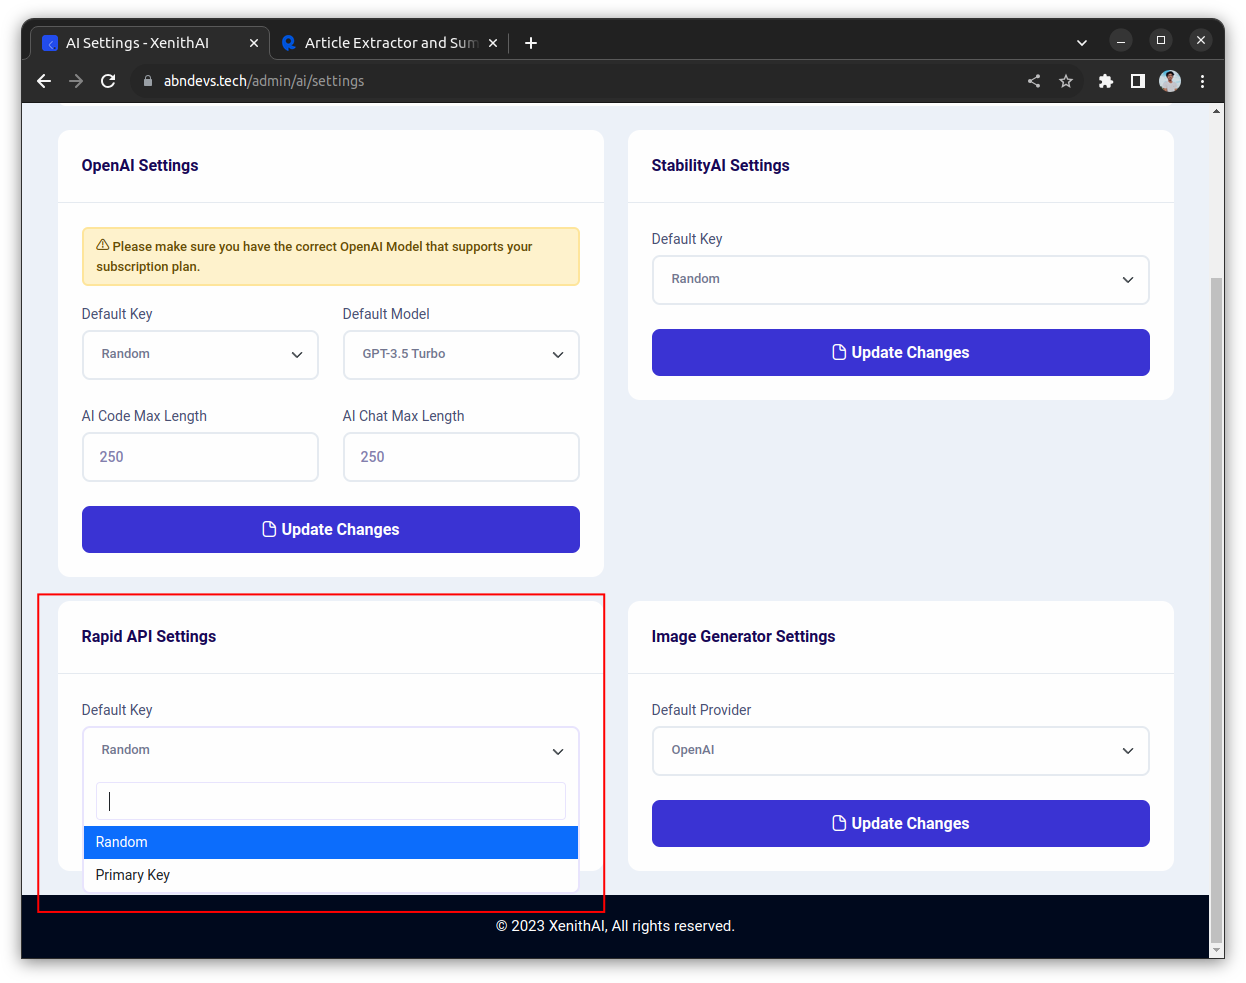 AI Settings - XenithAI
Article Extractor and Sum
abndevs.tech/admin/ai/settings
OpenAI Settings
Please make sure you have the correct OpenAI Model that supports your
subscription plan.
Default Key
Default Model
Random
GPT-3.5 Turbo
AI Code Max Length
AI Chat Max Length
250
250
Update Changes
StabilityAI Settings
Default Key
Random
Update Changes
Rapid API Settings
Default Key
Random
Random
Primary Key
Image Generator Settings
Default Provider
OpenAI
Update Changes
© 2023 XenithAI, All rights reserved.